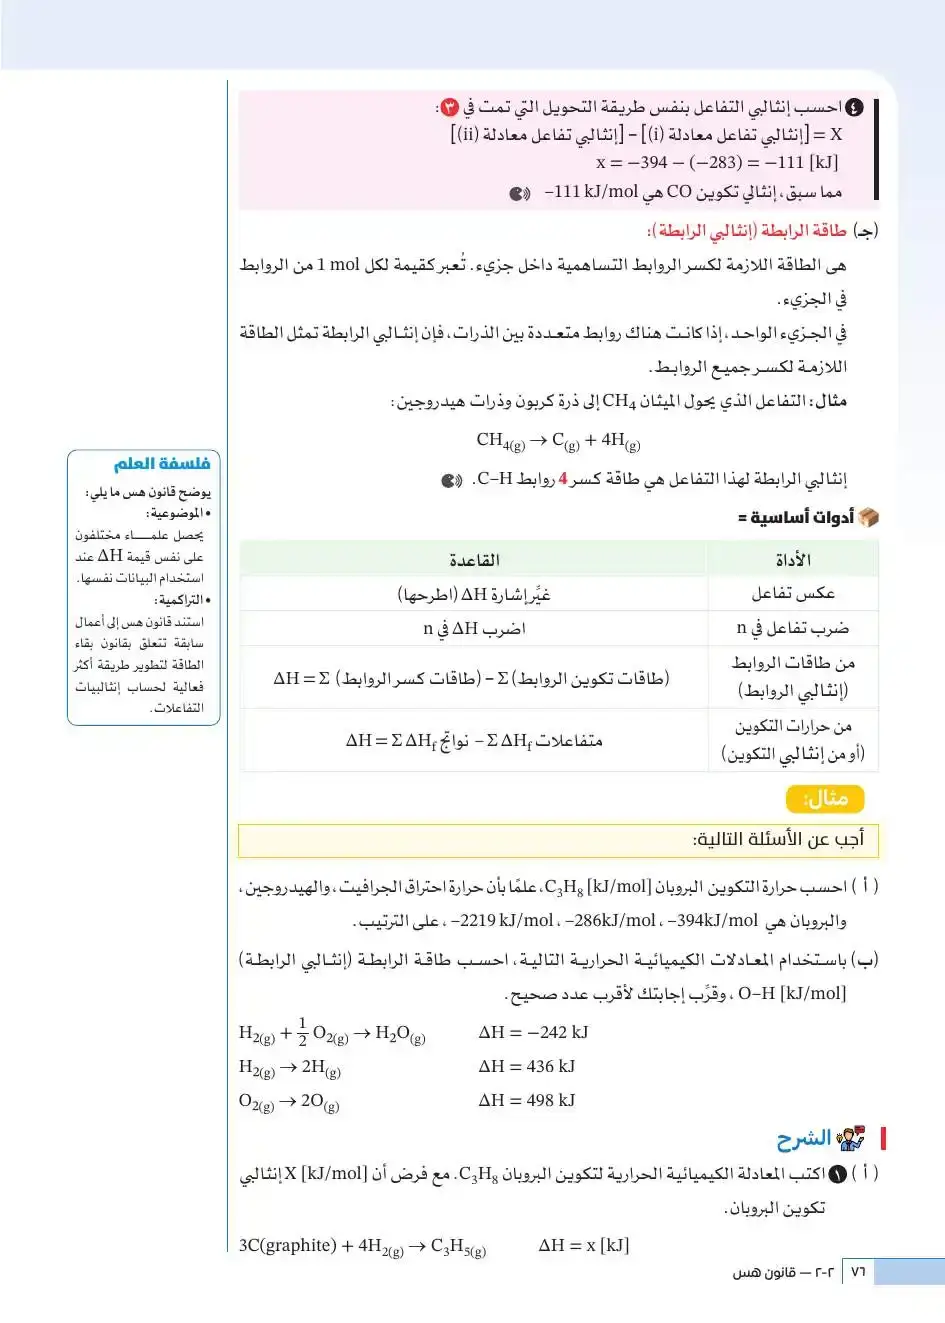 ❹ احسب إنثالبي التفاعل بنفس طريقة التحويل التي تمت في ❸:
X = [إنثالبي تفاعل معادلة (i)] – [إنثالبي تفاعل معادلة (ii)]
x = −394 − (−283) = −111 [kJ]
مما سبق، إنثالي تكوين CO هي –111 kJ/mol
(جـ) طاقة الرابطة (إنثالبي الرابطة):
هى الطاقة اللازمة لكسر الروابط التساهمية داخل جزيء. تُعبر كقيمة لكل 1 mol من الروابط
في الجزيء.
في الجزيء الواحد، إذا كانت هناك روابط متعددة بين الذرات، فإن إنثالبي الرابطة تمثل الطاقة
اللازمة لكسر جميع الروابط.
مثال: التفاعل الذي يحول الميثان CH₄ إلى ذرة كربون وذرات هيدروجين:
CH₄(g) → C(g) + 4H(g)
إنثالبي الرابطة لهذا التفاعل هي طاقة كسر 4 روابط C–H.
أدوات أساسية =
الأداة القاعدة
عكس تفاعل غيِّر إشارة ΔH (اطرحها)
ضرب تفاعل في n اضرب ΔH في n
من طاقات الروابط
(إنثالبي الروابط)
ΔH = Σ (طاقات كسر الروابط) – Σ (طاقات تكوين الروابط)
من حرارات التكوين
(أو من إنثالبي التكوين)
ΔH = Σ ΔHf نواتج – Σ ΔHf متفاعلات
فلسفة العلم
يوضح قانون هس ما يلي:
• الموضوعية:
يحصل علمـــاء مختلفون
على نفس قيمة ΔH عند
استخدام البيانات نفسها.
• التراكمية:
استند قانون هس إلى أعمال
سابقة تتعلق بقانون بقاء
الطاقة لتطوير طريقة أكثر
فعالية لحساب إنثالبيات
التفاعلات.
مثال:
أجب عن الأسئلة التالية:
( أ ) احسب حرارة التكوين البروبان C₃H₈ [kJ/mol]، علمًا بأن حرارة احتراق الجرافيت، والهيدروجين،
والبروبان هي –394kJ/mol ، –286kJ/mol ، –2219 kJ/mol ، على الترتيب.
(ب) باستخدام المعادلات الكيميائية الحرارية التالية، احسب طاقة الرابطة (إنثالبي الرابطة)
O–H [kJ/mol] ، وقرِّب إجابتك لأقرب عدد صحيح.
H₂(g) + 1/2 O₂(g) → H₂O(g) ΔH = −242 kJ
H₂(g) → 2H(g) ΔH = 436 kJ
O₂(g) → 2O(g) ΔH = 498 kJ
الشرح
( أ ) ❶ اكتب المعادلة الكيميائية الحرارية لتكوين البروبان C₃H₈. مع فرض أن X [kJ/mol] إنثالبي
تكوين البروبان.
3C(graphite) + 4H₂(g) → C₃H₅(g) ΔH = x [kJ]
٧٦ ٢-٢ — قانون هس